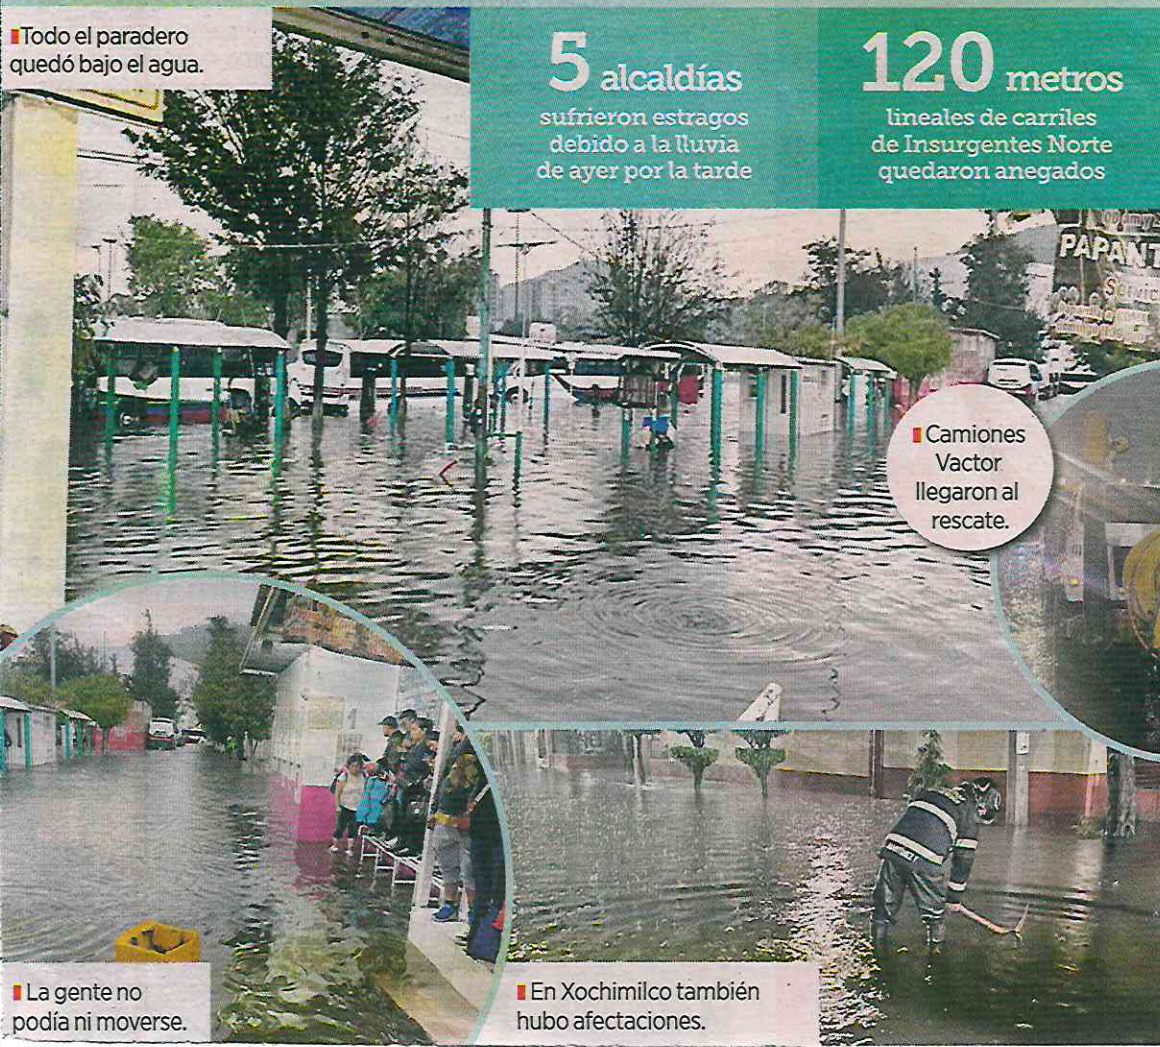 Todo el paradero
quedó bajo el agua.
5 alcaldías
sufrieron estragos
debido a la lluvia
de ayer por la tarde
120 metros
lineales de carriles
de Insurgentes Norte
quedaron anegados
PAPANT
Camiones
Vactor
llegaron al
rescate.
La gente no
podía ni moverse.
En Xochimilco también
hubo afectaciones.